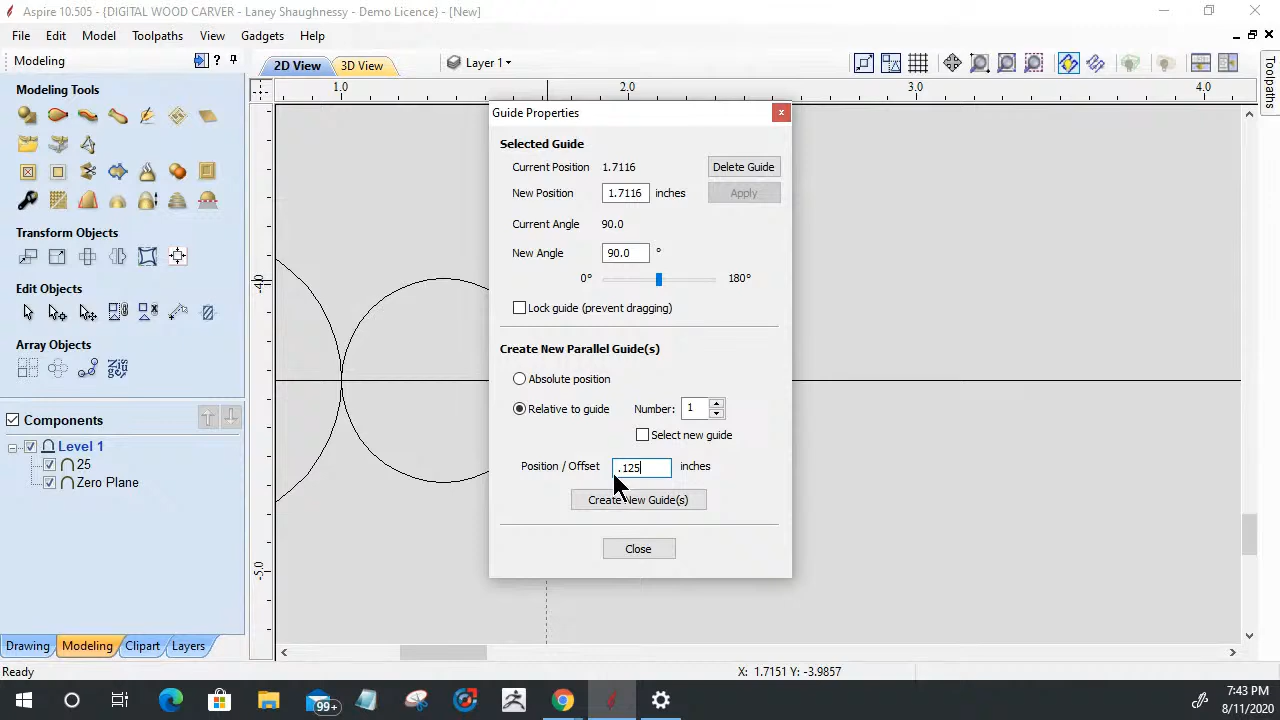 Aspire 10.505 - {DIGITAL WOOD CARVER - Laney Shaughnessy - Demo Licence} - [New]
File Edit Model Toolpaths View Gadgets Help
Modeling
2D View 3D View Layer 1
Toolpaths
1.0 2.0 3.0 4.0
-4.0
-5.0
Modeling Tools
Transform Objects
Edit Objects
Array Objects
Components
Level 1
25
Zero Plane
Drawing Modeling Clipart Layers
Guide Properties
Selected Guide
Current Position 1.7116 Delete Guide
New Position 1.7116 inches Apply
Current Angle 90.0
New Angle 90.0 °
0° 180°
Lock guide (prevent dragging)
Create New Parallel Guide(s)
Absolute position
Relative to guide Number: 1
Select new guide
Position / Offset .125 inches
Create New Guide(s)
Close
Ready X: 1.7151 Y: -3.9857
99+
7:43 PM
8/11/2020